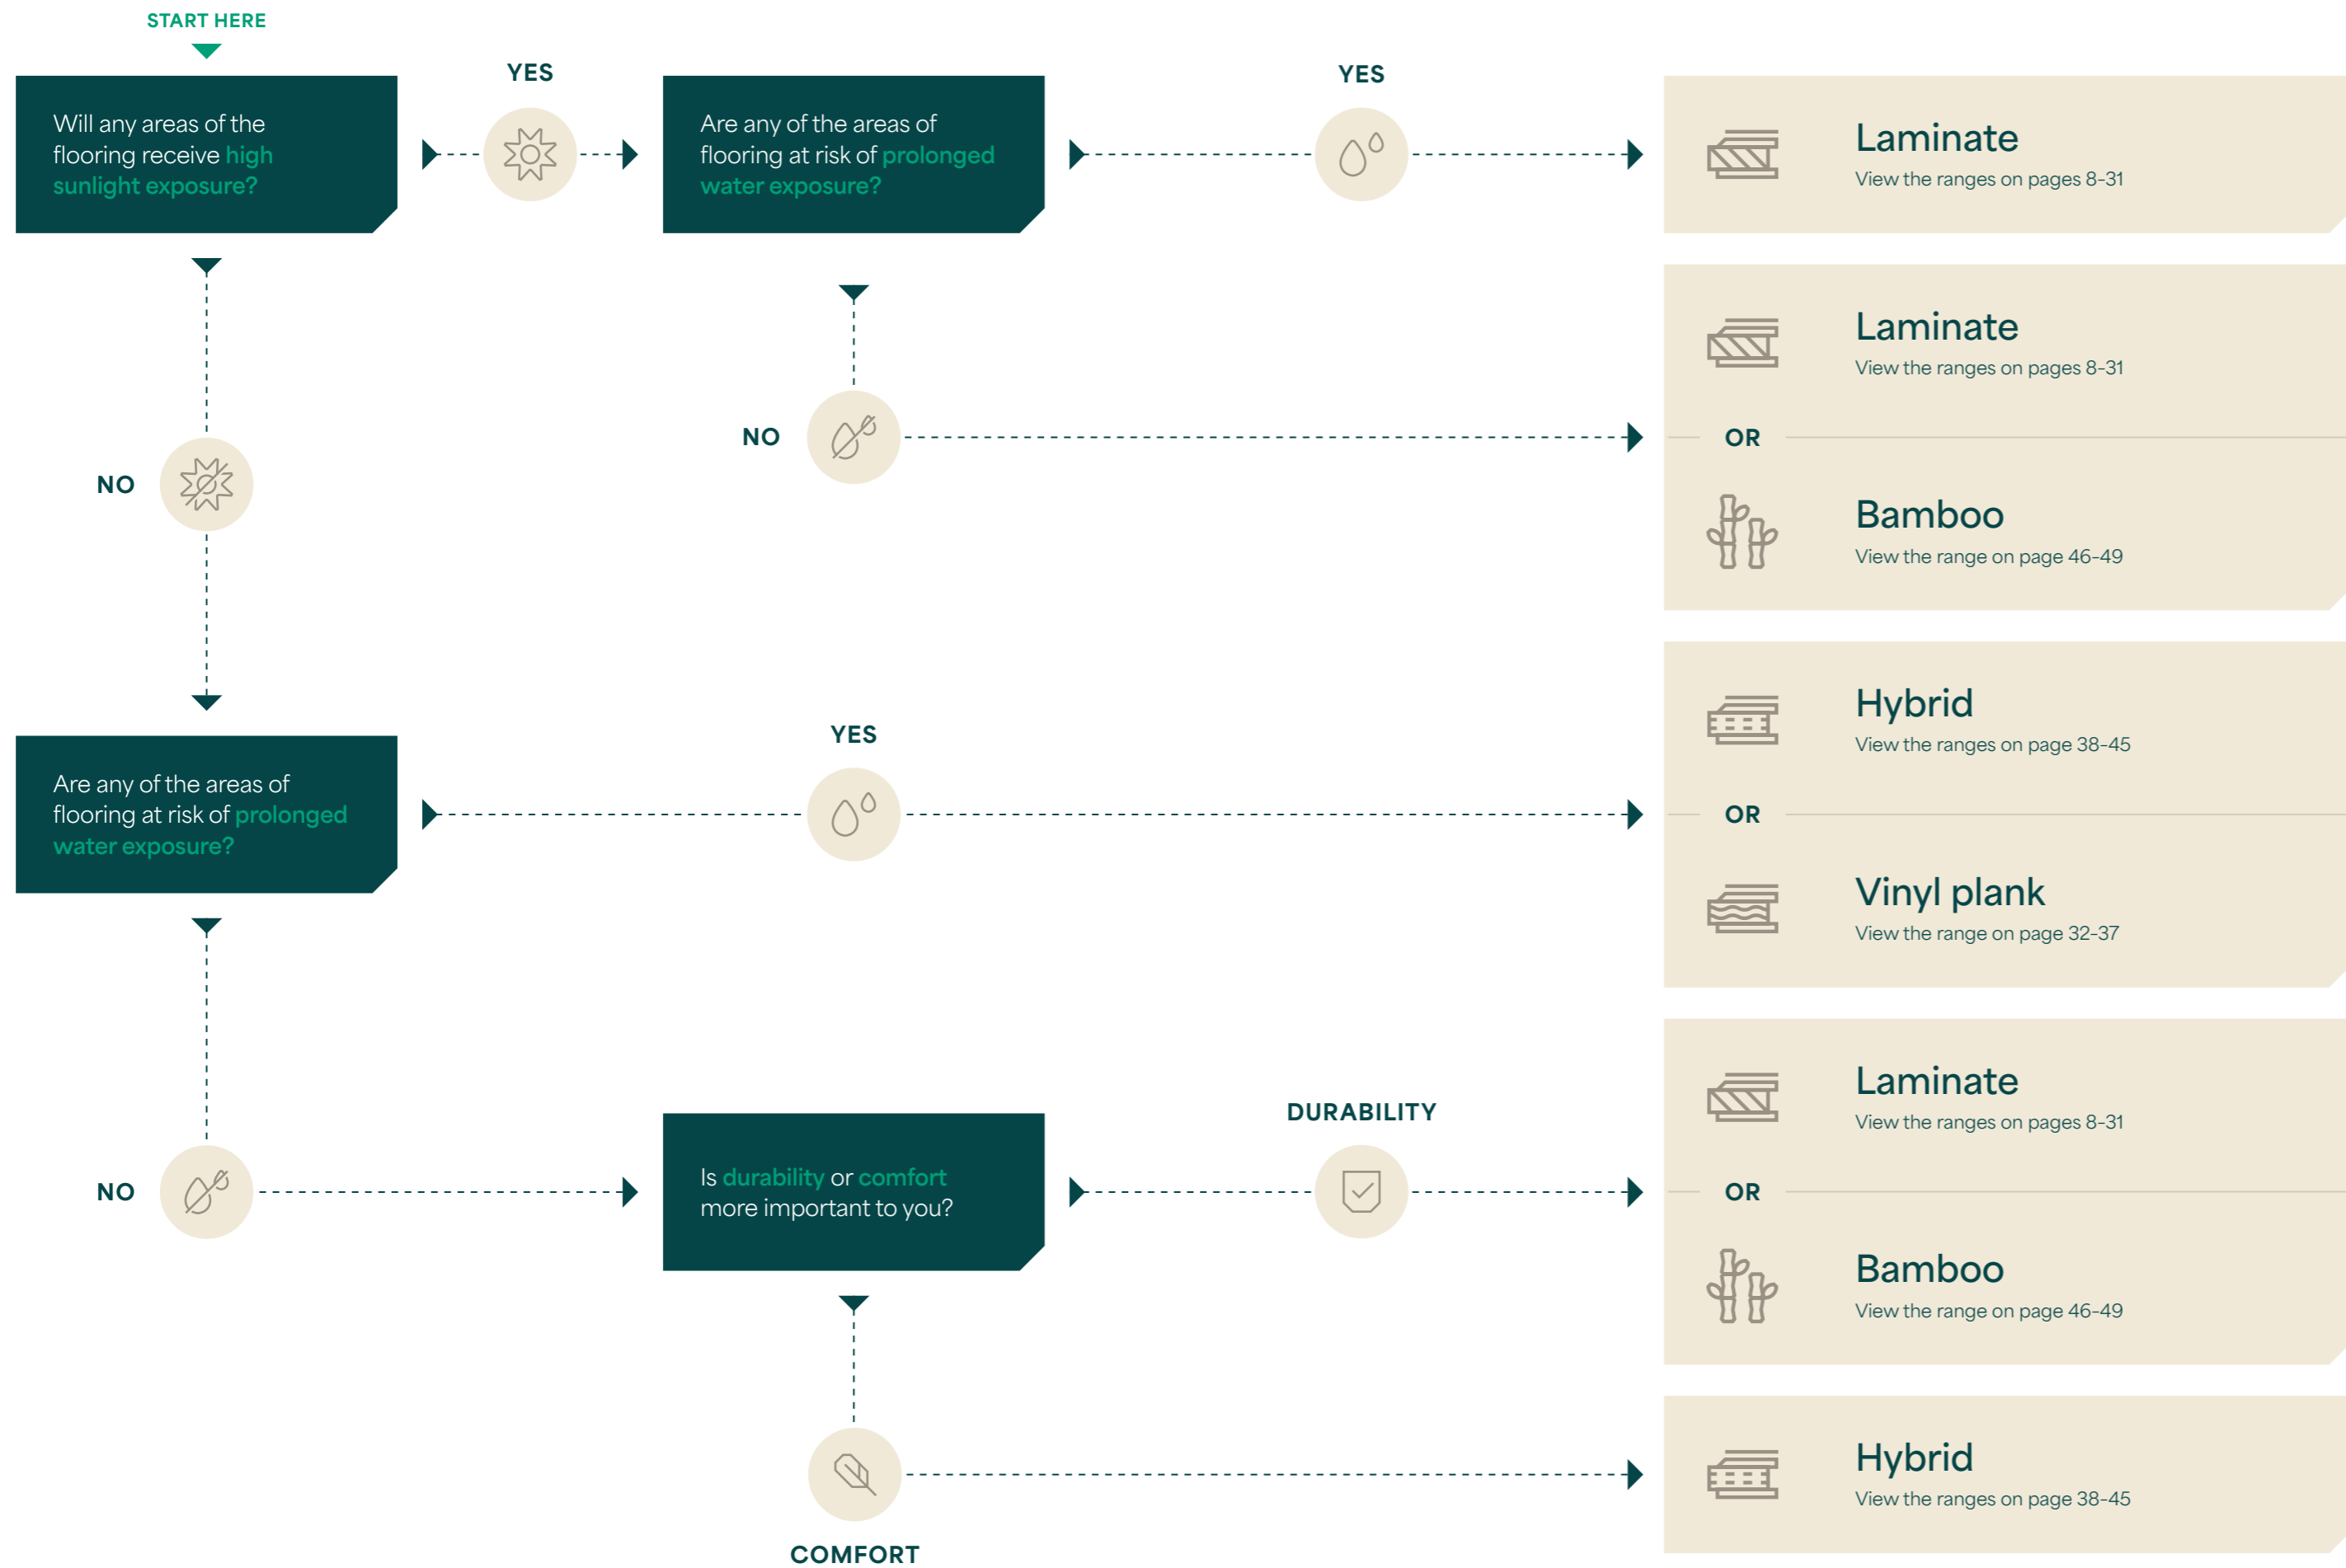 START HERE
YES
YES
Will any areas of the
flooring receive high
sunlight exposure?
Are any of the areas of
flooring at risk of prolonged
water exposure?
Laminate
View the ranges on pages 8-31
Laminate
View the ranges on pages 8-31
NO
OR
NO
Bamboo
View the range on page 46-49
Hybrid
View the ranges on page 38-45
YES
Are any of the areas of
flooring at risk of prolonged
water exposure?
OR
Vinyl plank
View the range on page 32-37
Laminate
View the ranges on pages 8-31
DURABILITY
NO
Is durability or comfort
more important to you?
OR
Bamboo
View the range on page 46-49
Hybrid
View the ranges on page 38-45
COMFORT